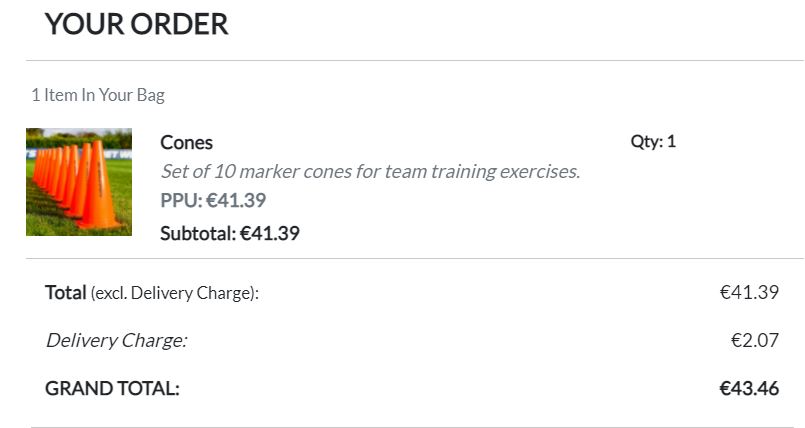 YOUR ORDER
1 Item In Your Bag
Cones Qty: 1
Set of 10 marker cones for team training exercises.
PPU: €41.39
Subtotal: €41.39
Total (excl. Delivery Charge): €41.39
Delivery Charge: €2.07
GRAND TOTAL: €43.46